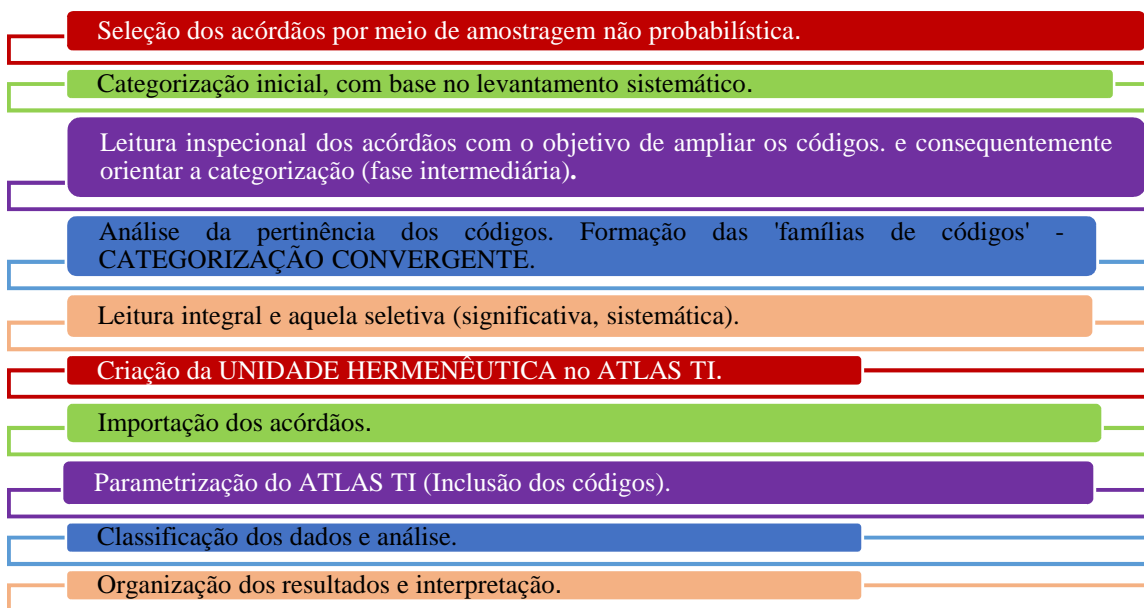 Seleção dos acórdãos por meio de amostragem não probabilística.
Categorização inicial, com base no levantamento sistemático.
Leitura inspecional dos acórdãos com o objetivo de ampliar os códigos. e consequentemente
orientar a categorização (fase intermediária).
Análise da pertinência dos códigos. Formação das 'famílias de códigos' -
CATEGORIZAÇÃO CONVERGENTE.
Leitura integral e aquela seletiva (significativa, sistemática).
Criação da UNIDADE HERMENÊUTICA no ATLAS TI.
Importação dos acórdãos.
Parametrização do ATLAS TI (Inclusão dos códigos).
Classificação dos dados e análise.
Organização dos resultados e interpretação.